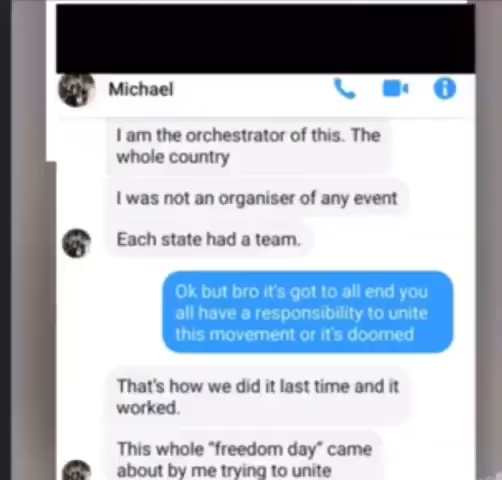 Michael
I am the orchestrator of this. The
whole country
I was not an organiser of any event
Each state had a team.
Ok but bro it's got to all end you
all have a responsibility to unite
this movement or it's doomed
That's how we did it last time and it
worked.
This whole "freedom day" came
about by me trying to unite